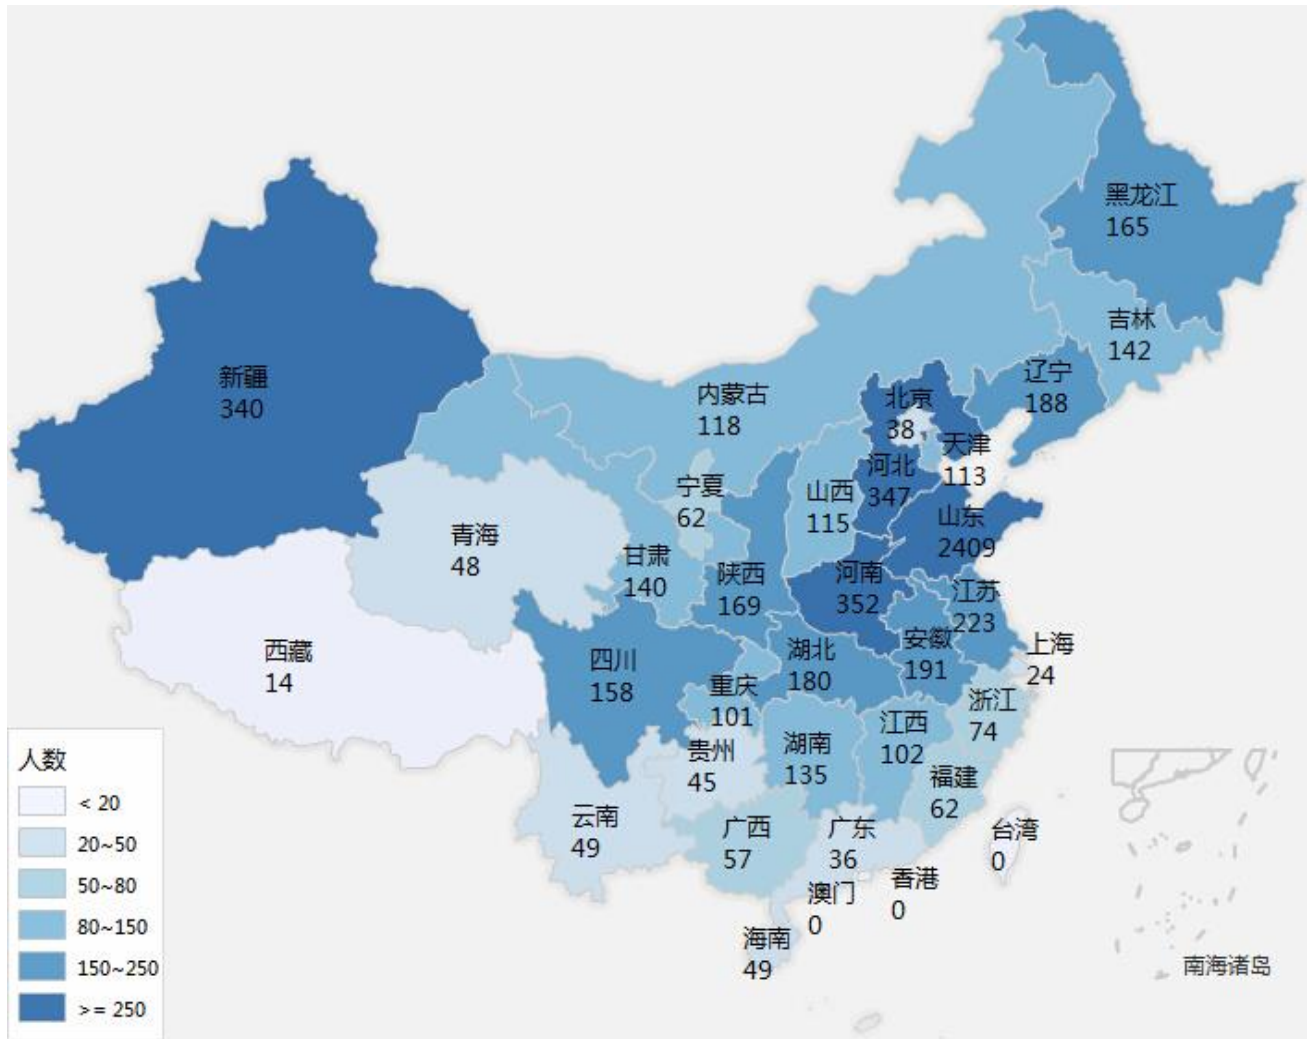 黑龙江
165
吉林
142
辽宁
188
新疆
340
内蒙古
118
北京
38
天津
113
河北
347
山西
115
宁夏
62
山东
2409
青海
48
甘肃
140
陕西
169
河南
352
江苏
223
安徽
191
上海
24
西藏
14
四川
158
湖北
180
重庆
101
浙江
74
江西
102
贵州
45
湖南
135
福建
62
云南
49
广西
57
广东
36
台湾
0
香港
0
澳门
0
海南
49
南海诸岛
人数
< 20
20~50
50~80
80~150
150~250
>= 250